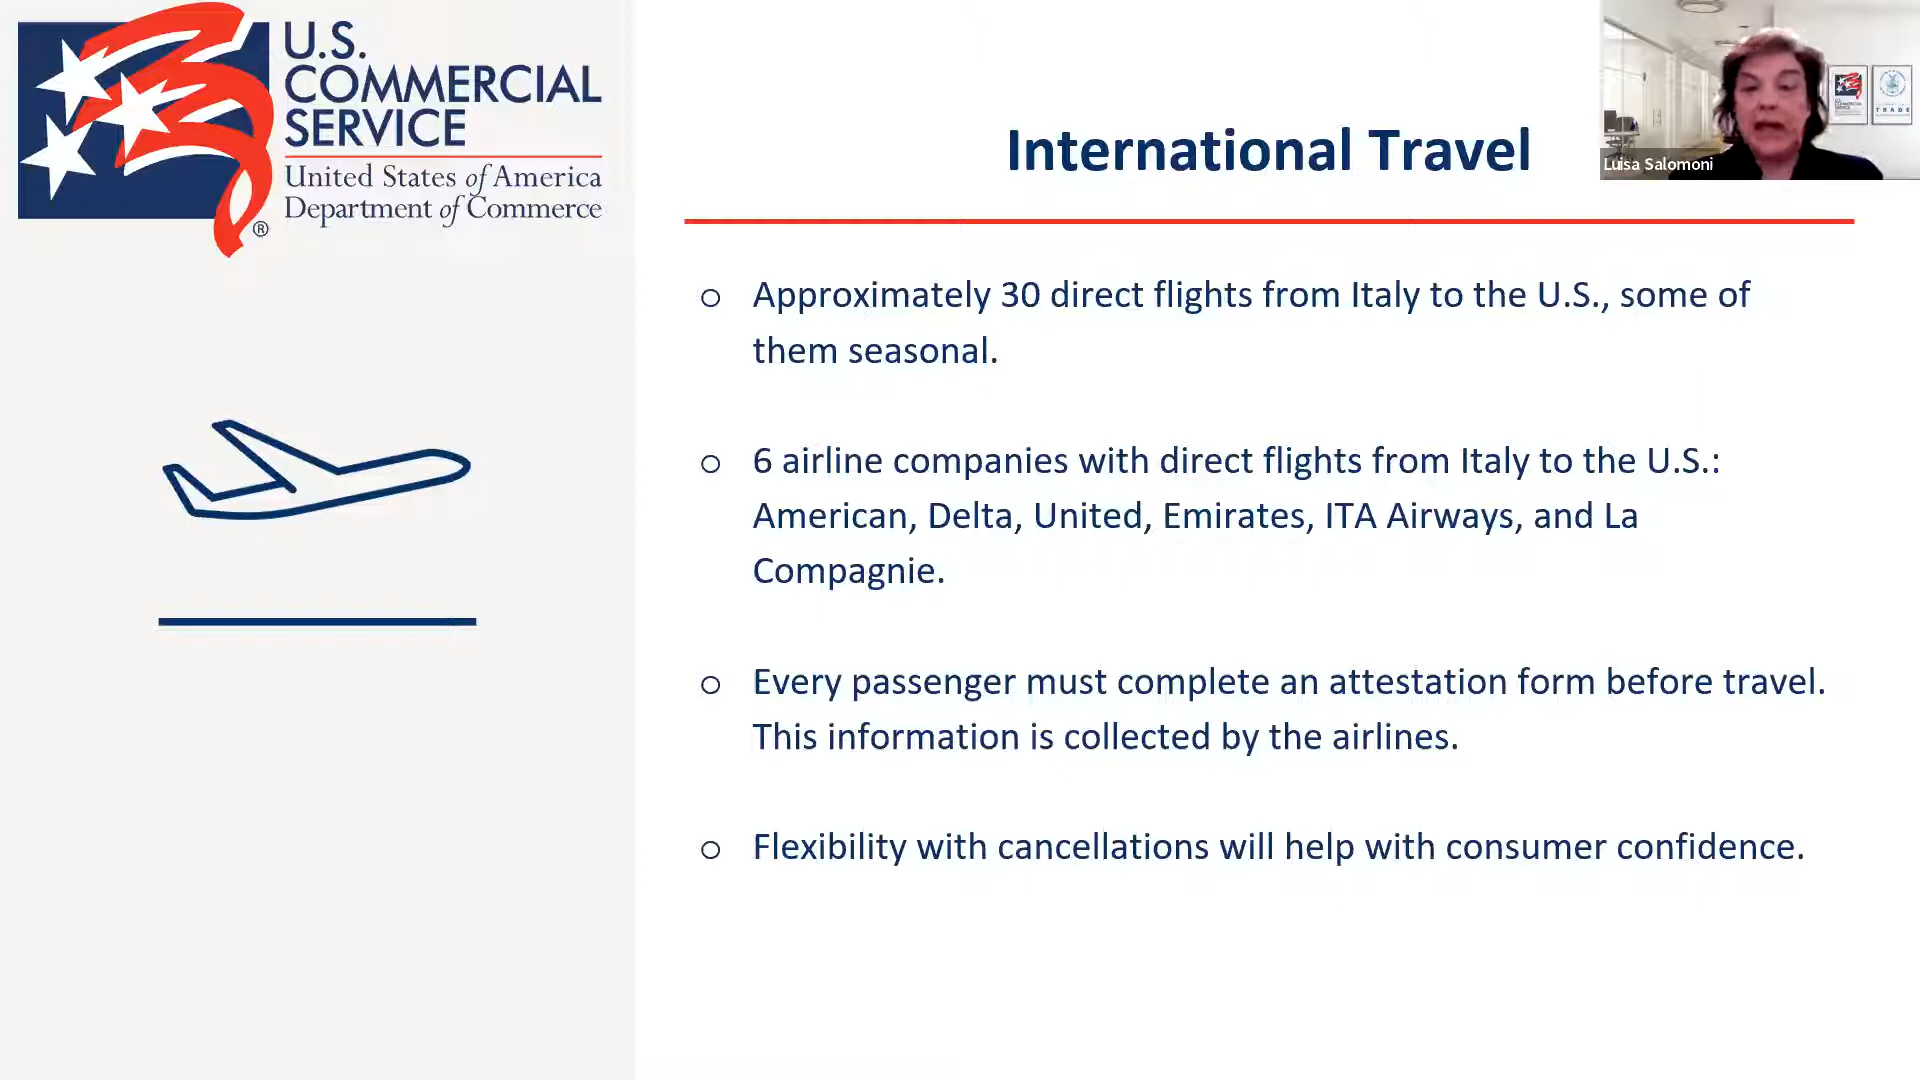 U.S.
COMMERCIAL
SERVICE
United States of America
Department of Commerce
®
International Travel
Luisa Salomoni
TRADE
○ Approximately 30 direct flights from Italy to the U.S., some of
them seasonal.
○ 6 airline companies with direct flights from Italy to the U.S.:
American, Delta, United, Emirates, ITA Airways, and La
Compagnie.
○ Every passenger must complete an attestation form before travel.
This information is collected by the airlines.
○ Flexibility with cancellations will help with consumer confidence.